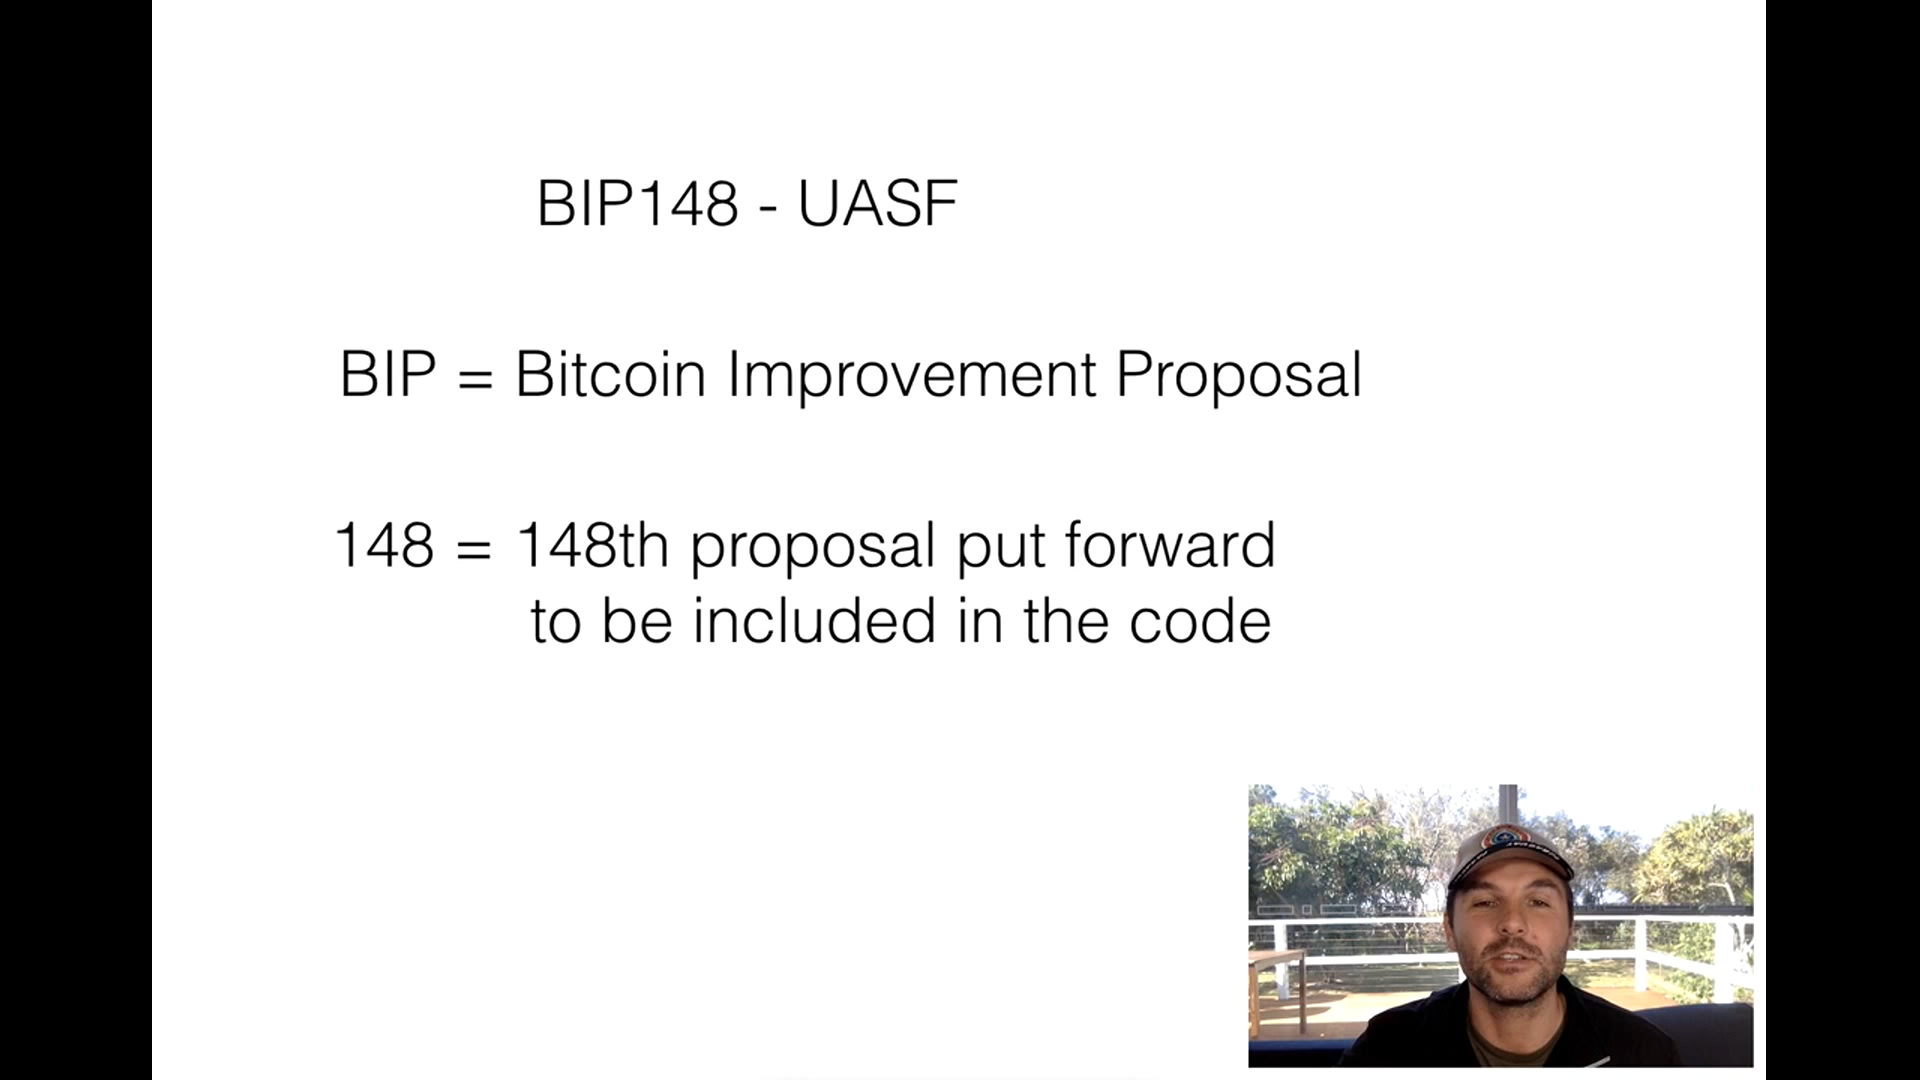 BIP148 - UASF
BIP = Bitcoin Improvement Proposal
148 = 148th proposal put forward
to be included in the code